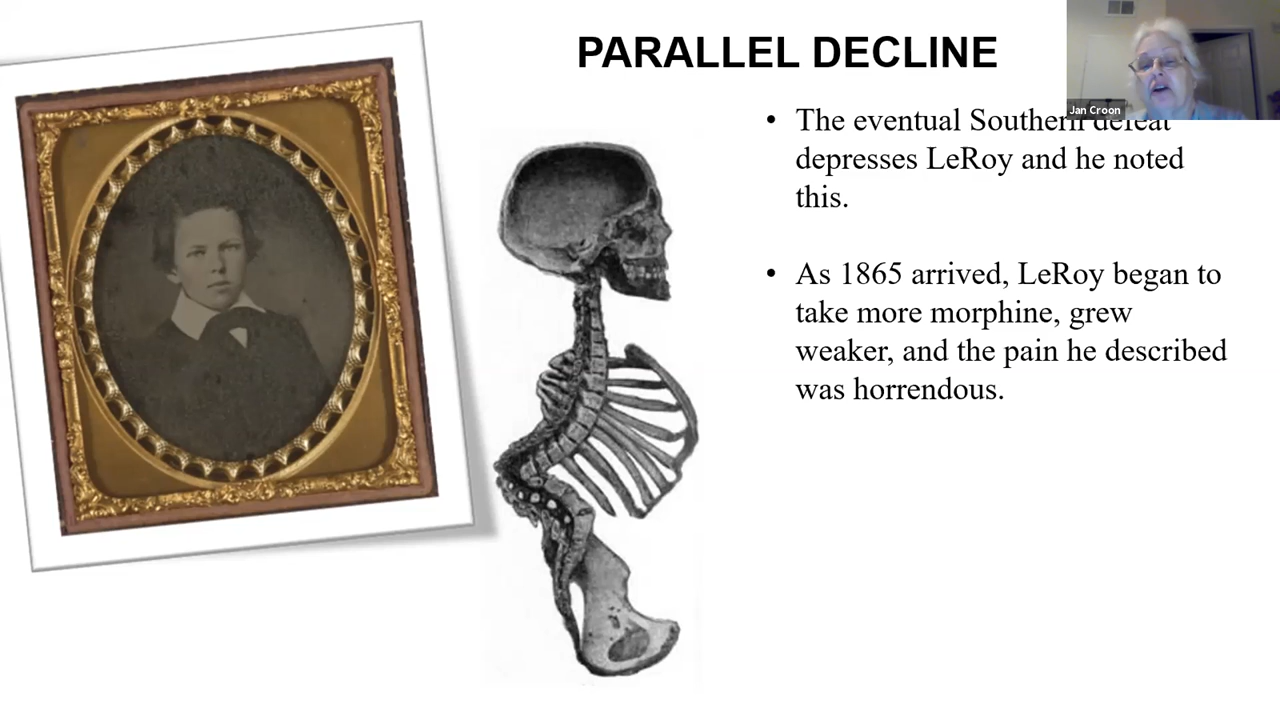 PARALLEL DECLINE
Jan Croon
• The eventual Southern defeat
depresses LeRoy and he noted
this.
• As 1865 arrived, LeRoy began to
take more morphine, grew
weaker, and the pain he described
was horrendous.